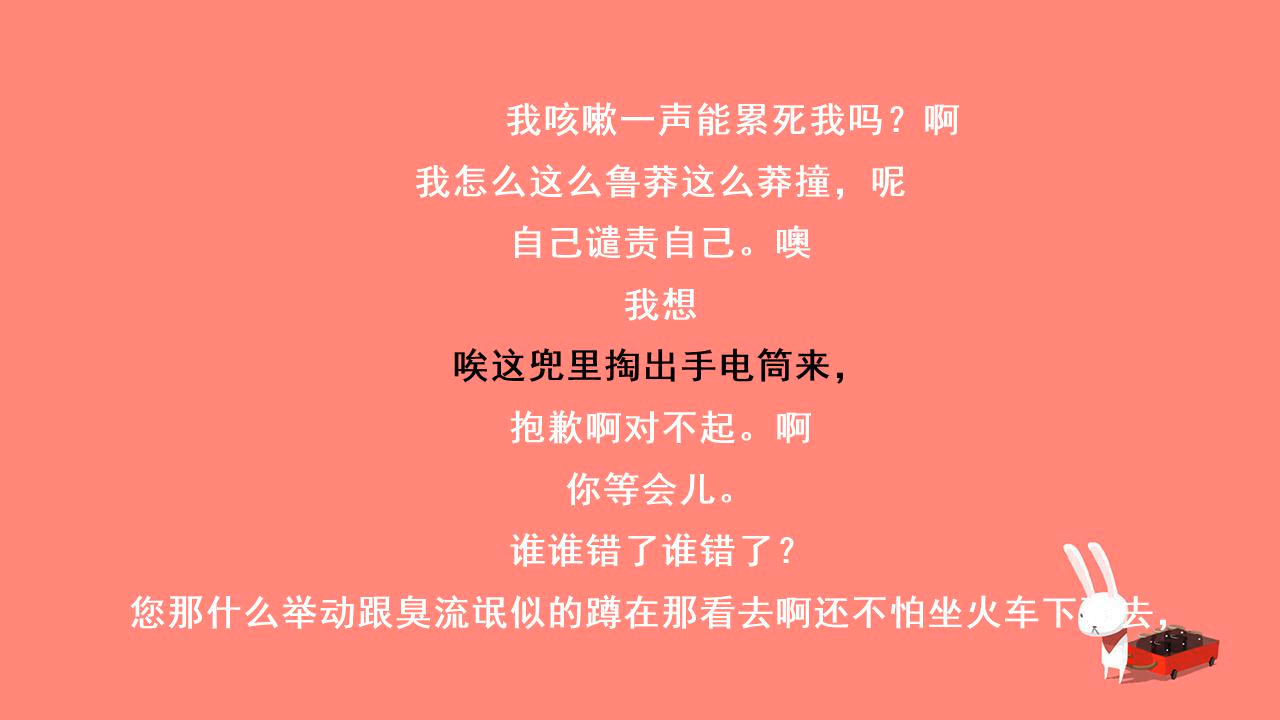 我咳嗽一声能累死我吗？啊
我怎么这么鲁莽这么莽撞，呢
自己谴责自己。噢
我想
唉这兜里掏出手电筒来，
抱歉啊对不起。啊
你等会儿。
谁谁错了谁错了？
您那什么举动跟臭流氓似的蹲在那看去啊还不怕坐火车下去，